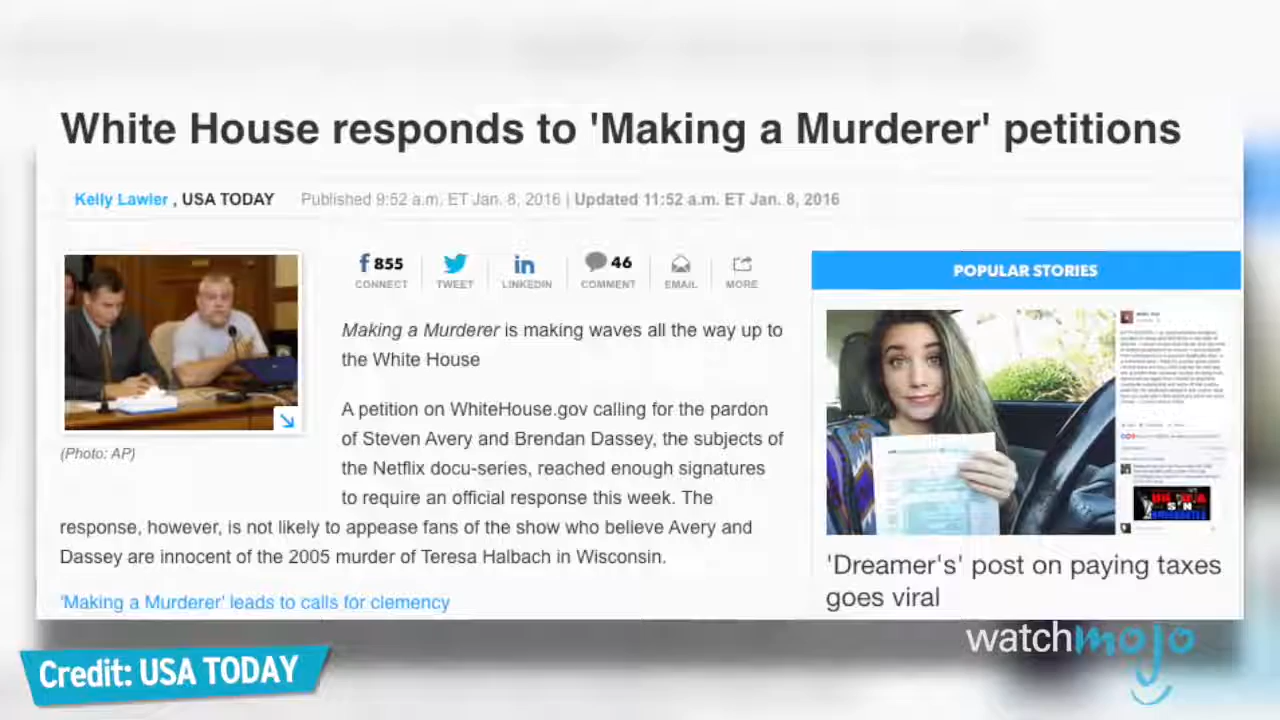 White House responds to 'Making a Murderer' petitions
Kelly Lawler , USA TODAY Published 9:52 a.m. ET Jan. 8, 2016 | Updated 11:52 a.m. ET Jan. 8, 2016
855
CONNECT
TWEET
LINKEDIN
46
COMMENT
EMAIL
MORE
(Photo: AP)
Making a Murderer is making waves all the way up to
the White House
A petition on WhiteHouse.gov calling for the pardon
of Steven Avery and Brendan Dassey, the subjects of
the Netflix docu-series, reached enough signatures
to require an official response this week. The
response, however, is not likely to appease fans of the show who believe Avery and
Dassey are innocent of the 2005 murder of Teresa Halbach in Wisconsin.
'Making a Murderer' leads to calls for clemency
POPULAR STORIES
'Dreamer's' post on paying taxes
goes viral
watchmojo
Credit: USA TODAY